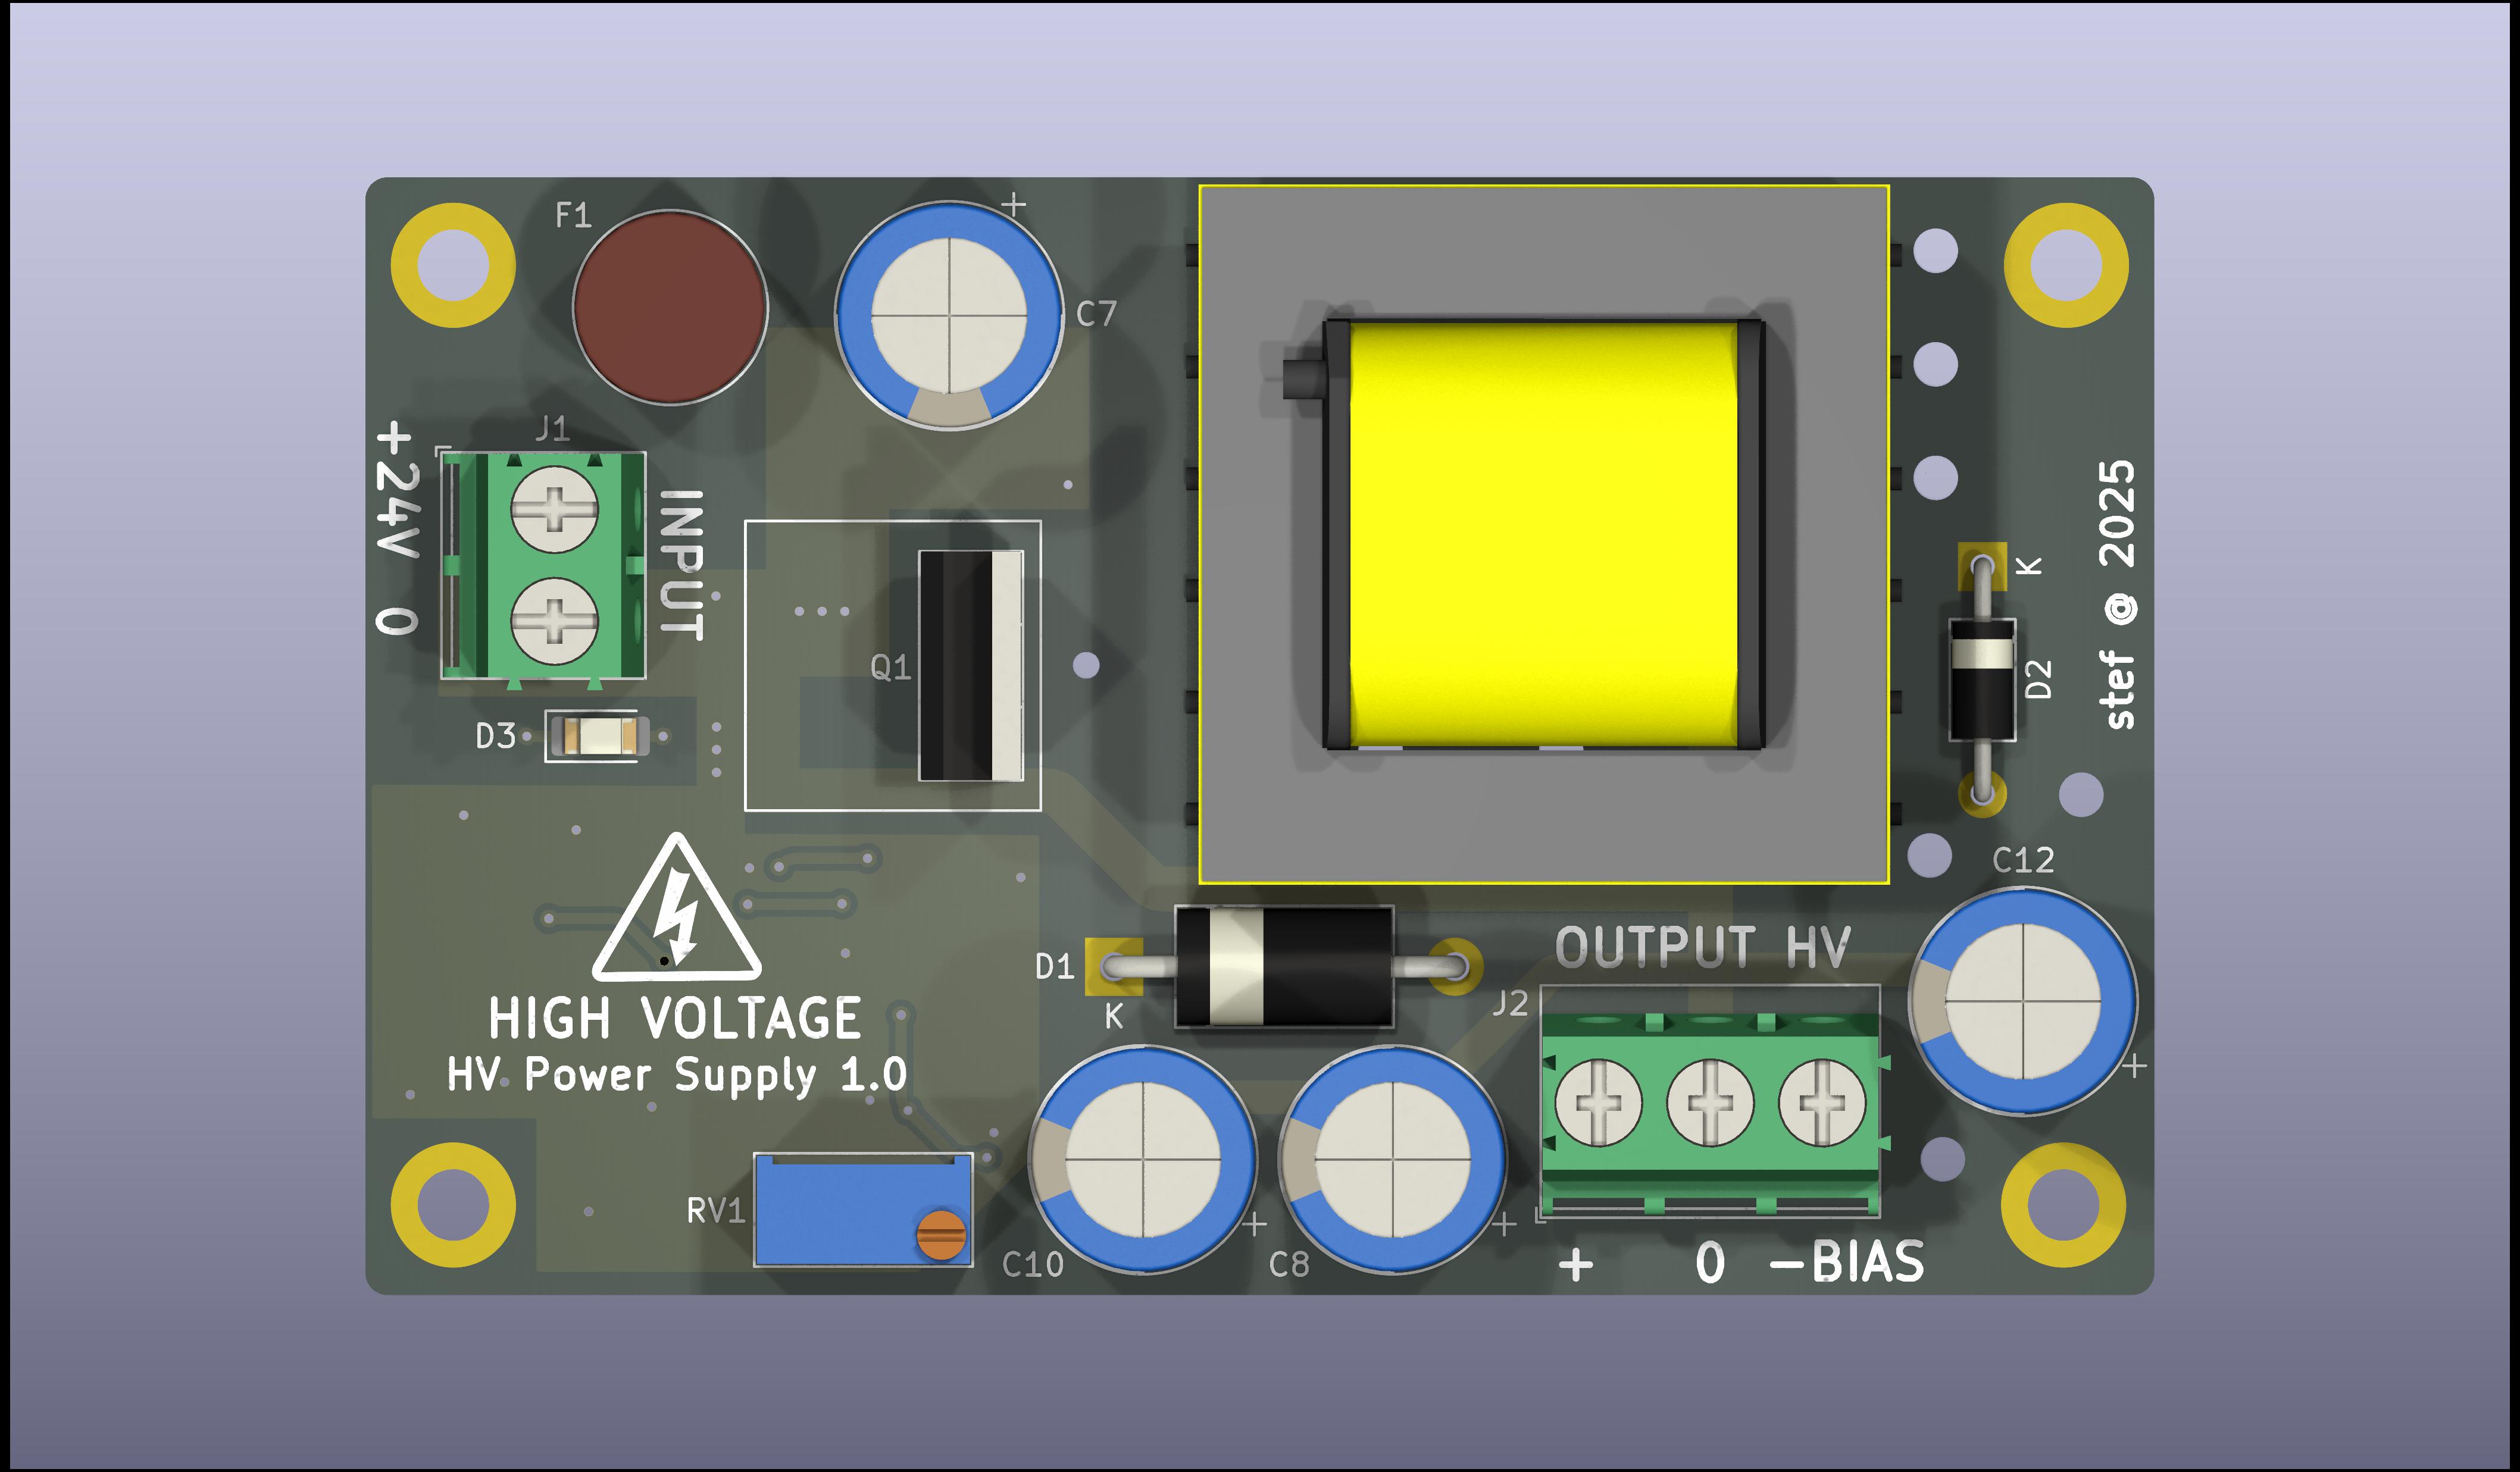 F1
+
C7
J1
+24V
0
INPUT
Q1
D3
K
D2
stef @ 2025
C12
+
HIGH VOLTAGE
HV Power Supply 1.0
D1
K
OUTPUT HV
J2
RV1
C10
+
C8
+
+ 0 -BIAS